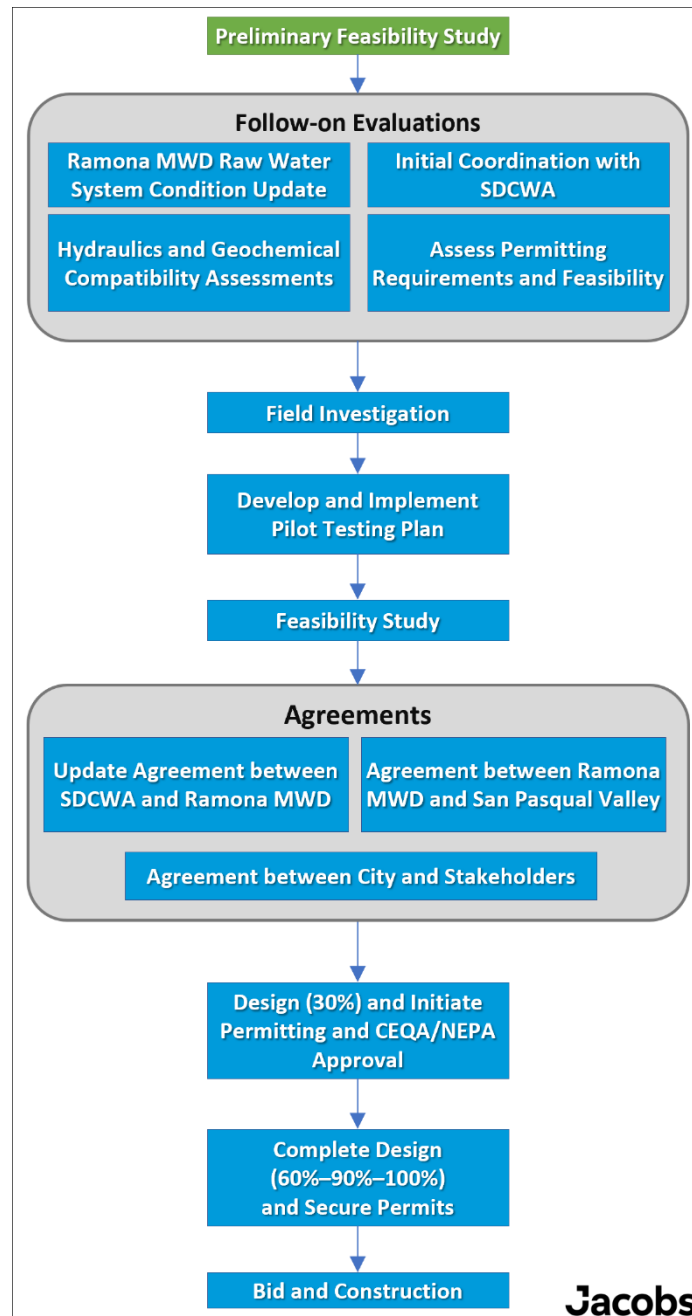 Preliminary Feasibility Study
Follow-on Evaluations
Ramona MWD Raw Water
System Condition Update
Initial Coordination with
SDCWA
Hydraulics and Geochemical
Compatibility Assessments
Assess Permitting
Requirements and Feasibility
Field Investigation
Develop and Implement
Pilot Testing Plan
Feasibility Study
Agreements
Update Agreement between
SDCWA and Ramona MWD
Agreement between Ramona
MWD and San Pasqual Valley
Agreement between City and Stakeholders
Design (30%) and Initiate
Permitting and CEQA/NEPA
Approval
Complete Design
(60%–90%–100%)
and Secure Permits
Bid and Construction
Jacobs